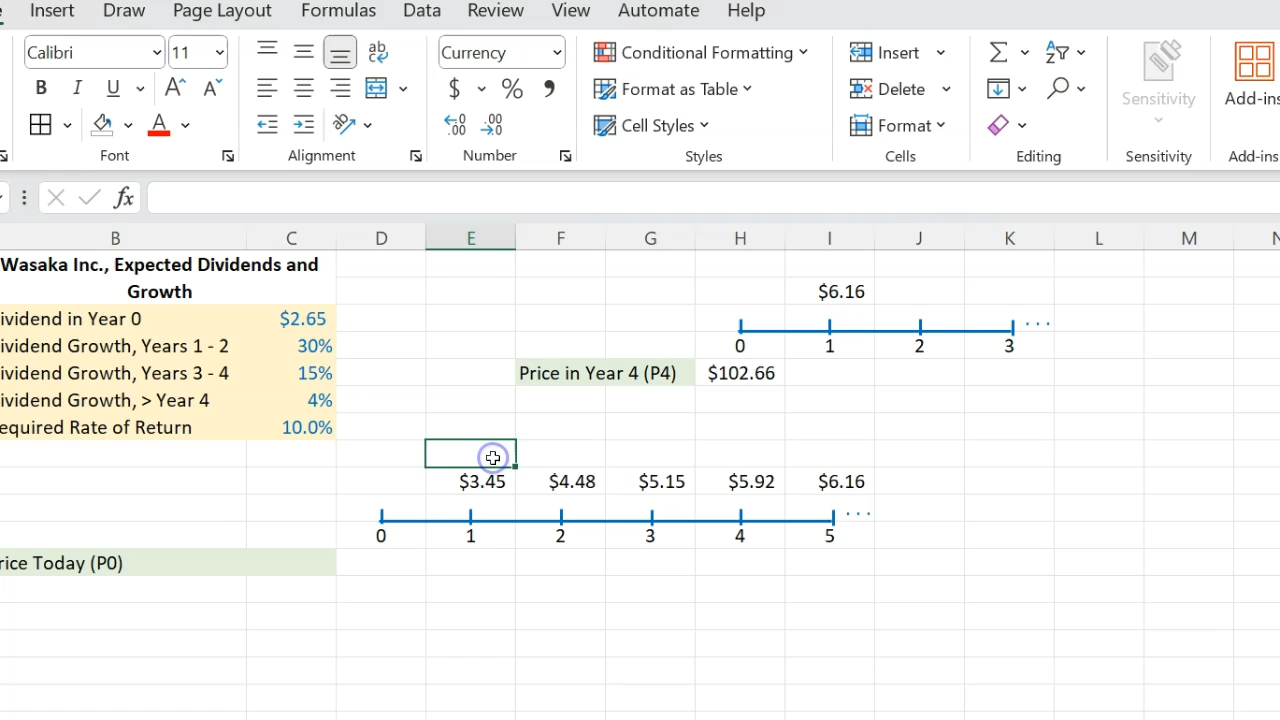 Insert Draw Page Layout Formulas Data Review View Automate Help
Calibri 11 Currency Conditional Formatting Insert
B I U A A $ % Format as Table Delete Sensitivity Add-ins
A Cell Styles Format
Font Alignment Number Styles Cells Editing Sensitivity Add-ins
fx
B C D E F G H I J K L M N
Wasaka Inc., Expected Dividends and
Growth $6.16
ividend in Year 0 $2.65
ividend Growth, Years 1 - 2 30% 0 1 2 3
ividend Growth, Years 3 - 4 15% Price in Year 4 (P4) $102.66
ividend Growth, > Year 4 4%
equired Rate of Return 10.0%
$3.45 $4.48 $5.15 $5.92 $6.16
0 1 2 3 4 5
rice Today (P0)